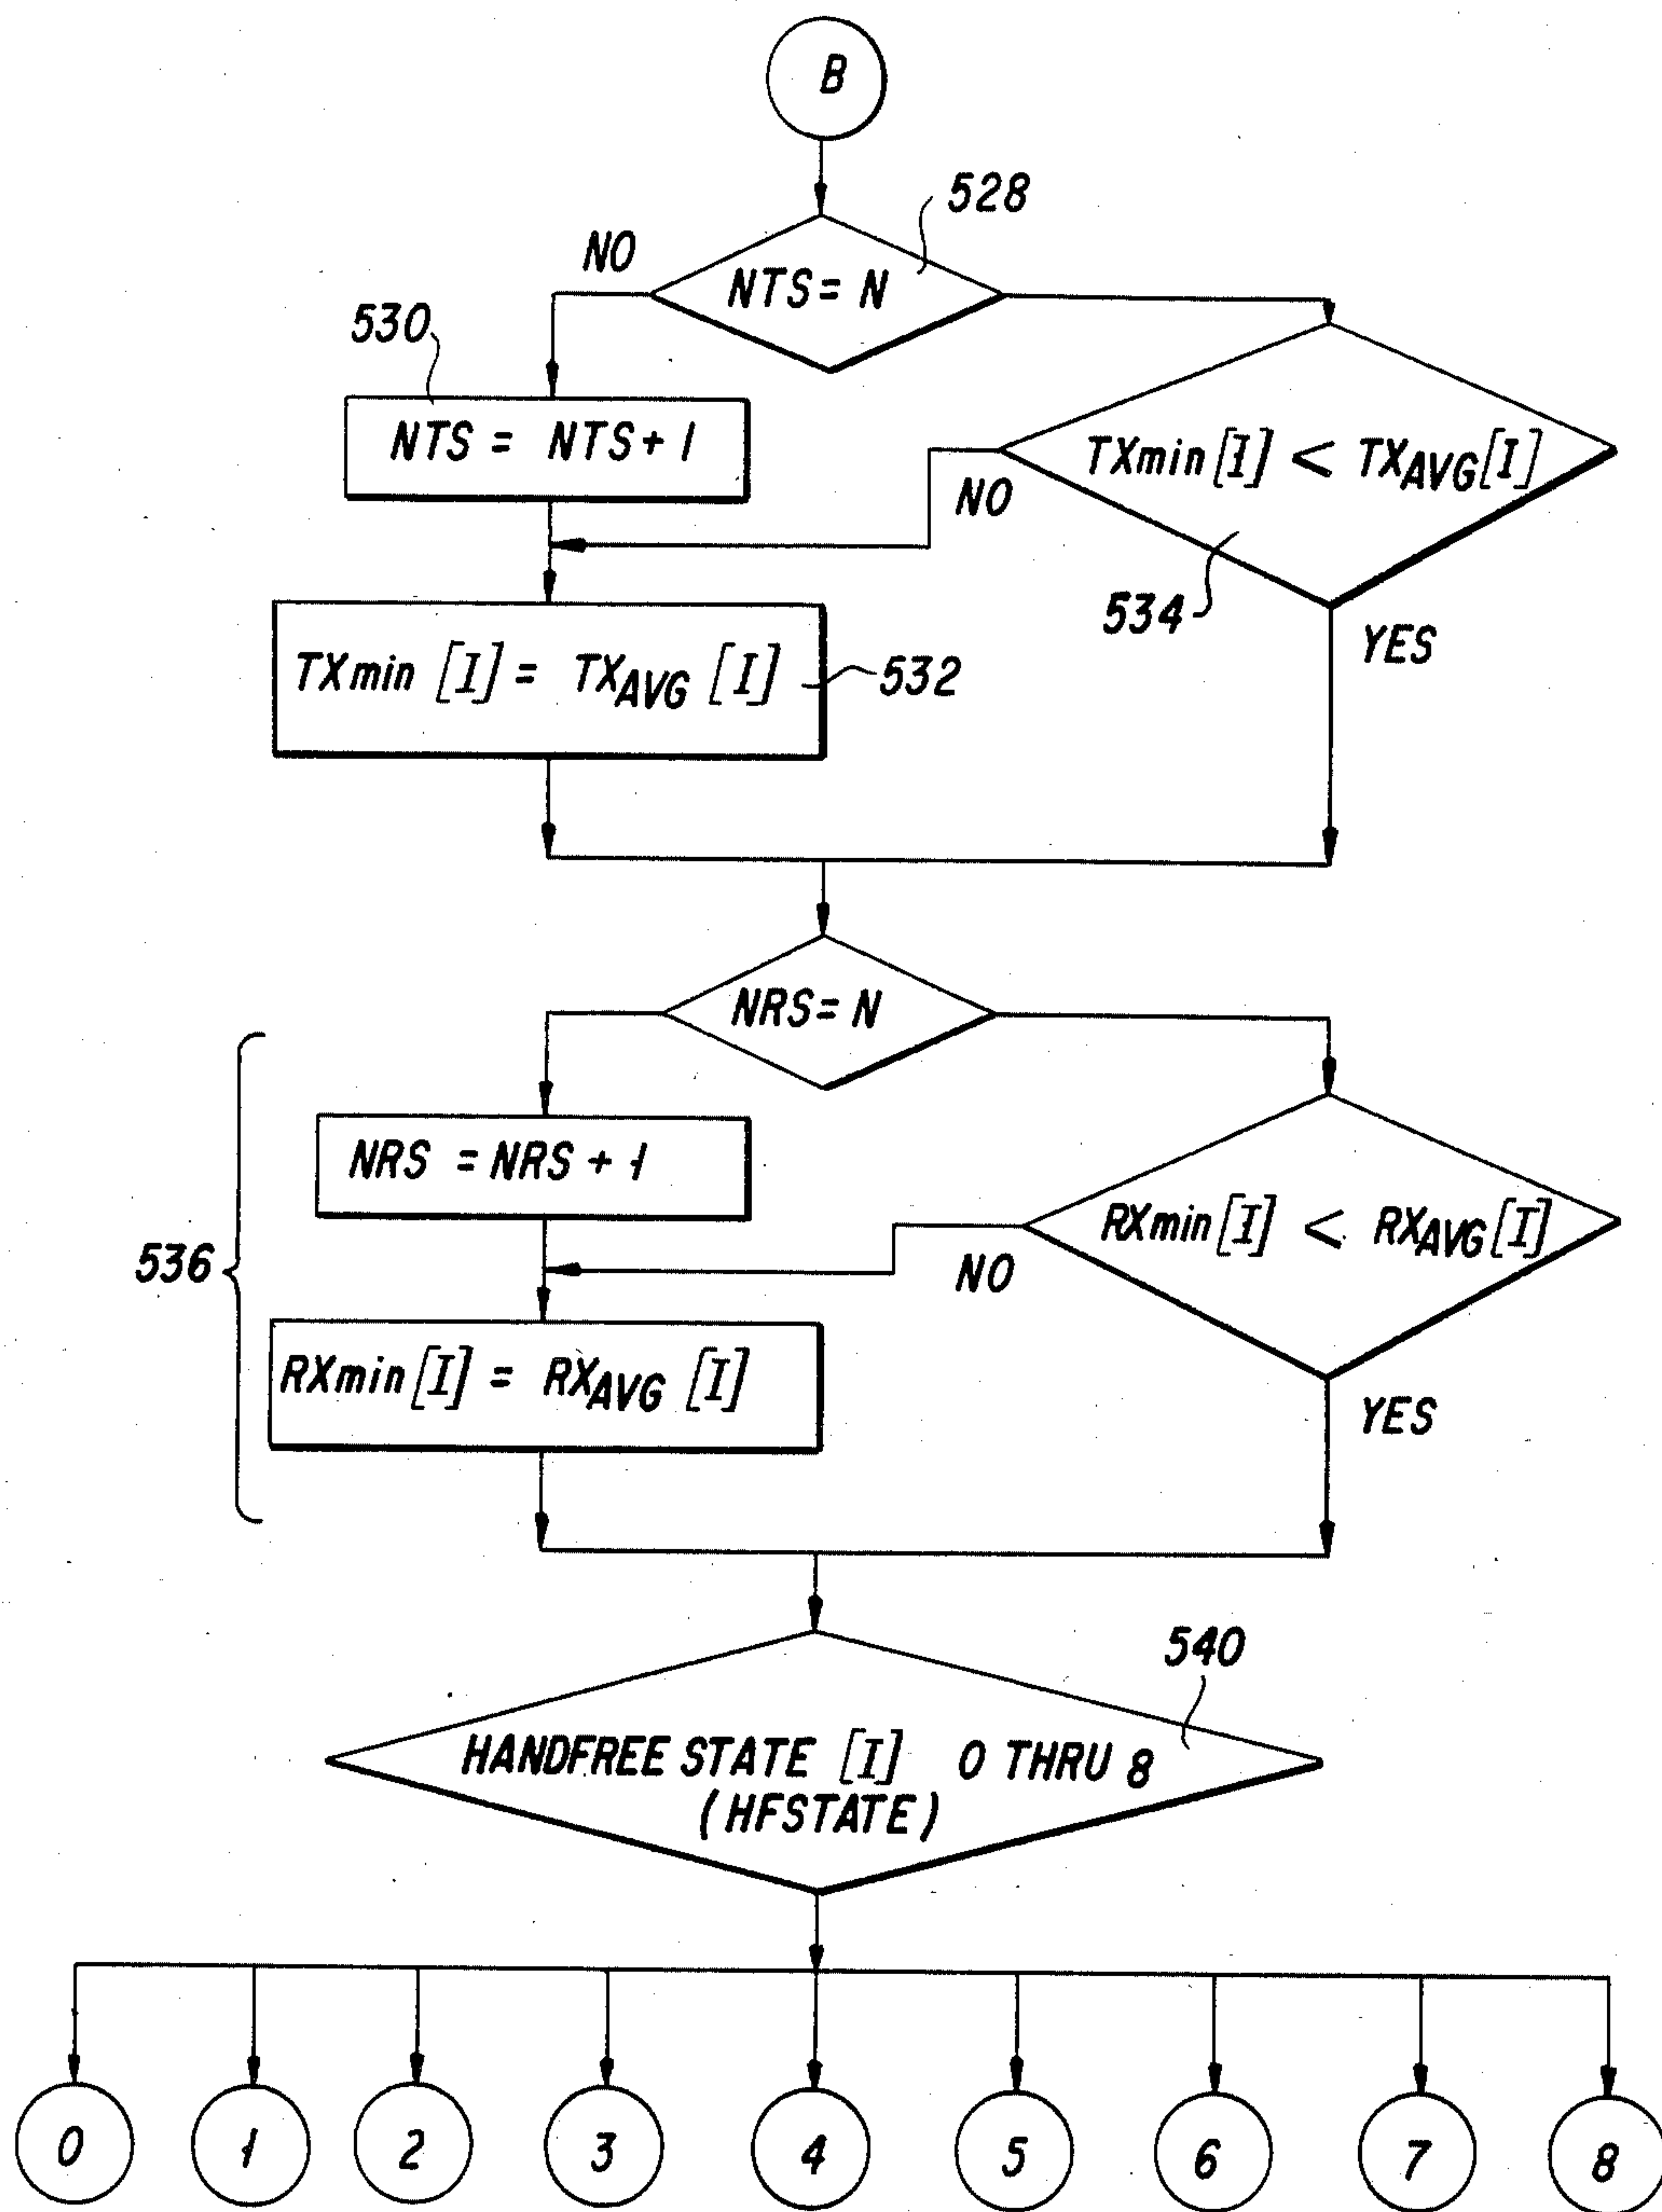 B
528
NO
NTS = N
530
NTS = NTS + 1
TXmin [I] < TXAVG [I]
NO
534
YES
TXmin [I] = TXAVG [I]
532
NRS = N
NRS = NRS + 1
RXmin [I] < RXAVG [I]
536
NO
RXmin [I] = RXAVG [I]
YES
540
HANDFREE STATE [I] 0 THRU 8
(HFSTATE)
0 1 2 3 4 5 6 7 8